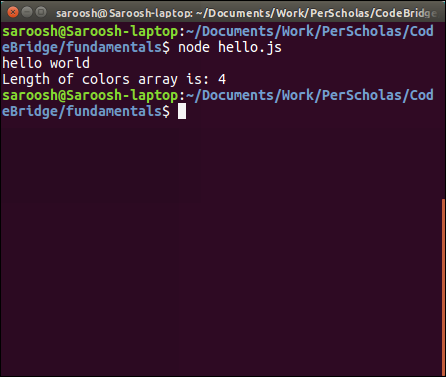 saroosh@Saroosh-laptop: ~/Documents/Work/PerScholas/CodeBridge
saroosh@Saroosh-laptop:~/Documents/Work/PerScholas/Cod
eBridge/fundamentals$ node hello.js
hello world
Length of colors array is: 4
saroosh@Saroosh-laptop:~/Documents/Work/PerScholas/Cod
eBridge/fundamentals$